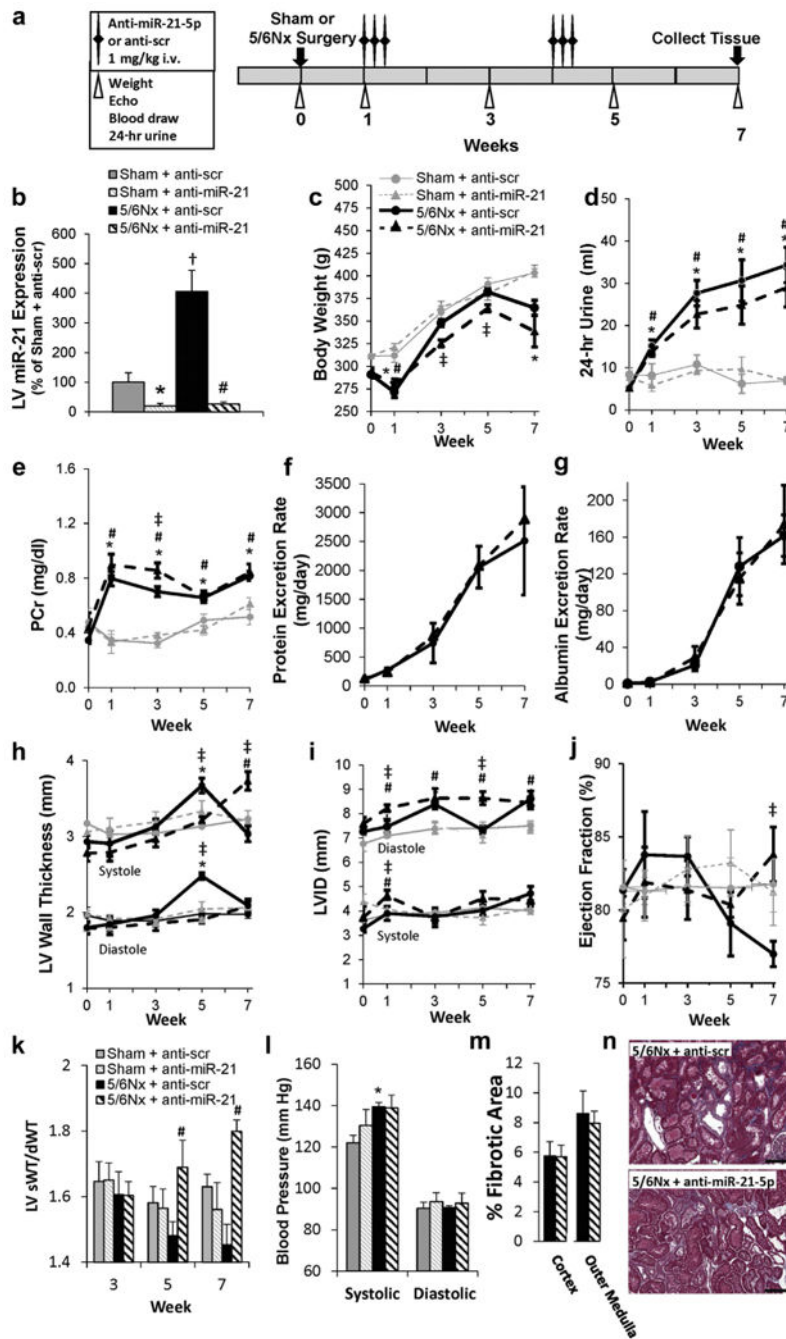 a
Anti-miR-21-5p
or anti-scr
1 mg/kg i.v.
Weight
Echo
Blood draw
24-hr urine
Sham or
5/6Nx Surgery
Collect Tissue
0 1 3 5 7
Weeks
b
Sham + anti-scr
Sham + anti-miR-21
5/6Nx + anti-scr
5/6Nx + anti-miR-21
LV miR-21 Expression
(% of Sham + anti-scr)
600
500
400
300
200
100
0
* † #
c
Sham + anti-scr
Sham + anti-miR-21
5/6Nx + anti-scr
5/6Nx + anti-miR-21
Body Weight (g)
500
475
450
425
400
375
350
325
300
275
250
* # ‡ ‡ *
0 1 3 5 7
Week
d
24-hr Urine (ml)
50
40
30
20
10
0
# # # #
* * * *
0 1 3 5 7
Week
e
PCr (mg/dl)
1.6
1.2
0.8
0.4
0.0
‡
# # # #
* * * *
0 1 3 5 7
Week
f
Protein Excretion Rate
(mg/day)
3500
3000
2500
2000
1500
1000
500
0
0 1 3 5 7
Week
g
Albumin Excretion Rate
(mg/day)
200
160
120
80
40
0
0 1 3 5 7
Week
h
LV Wall Thickness (mm)
4
3
2
1
‡ ‡
* #
Systole
‡
*
Diastole
0 1 3 5 7
Week
i
LVID (mm)
10
9
8
7
6
5
4
3
2
1
‡ ‡
# # # #
Diastole
‡
#
Systole
0 1 3 5 7
Week
j
Ejection Fraction (%)
90
85
80
75
‡
0 1 3 5 7
Week
k
Sham + anti-scr
Sham + anti-miR-21
5/6Nx + anti-scr
5/6Nx + anti-miR-21
LV sWT/dWT
2
1.8
1.6
1.4
# #
3 5 7
Week
l
Blood Pressure (mm Hg)
160
140
120
100
80
60
*
Systolic Diastolic
m
% Fibrotic Area
12
10
8
6
4
2
0
Cortex
Outer Medulla
n
5/6Nx + anti-scr
5/6Nx + anti-miR-21-5p